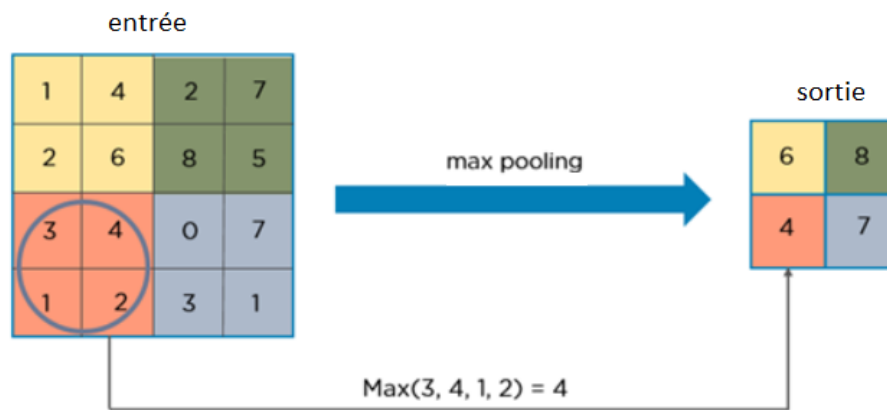 entrée
1 4 2 7
2 6 8 5
3 4 0 7
1 2 3 1
max pooling
sortie
6 8
4 7
Max(3, 4, 1, 2) = 4